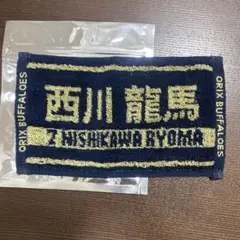 ORIX BUFFALOES
西川 龍馬
7 NISHIKAWA RYOMA
ORIX BUFFALOES